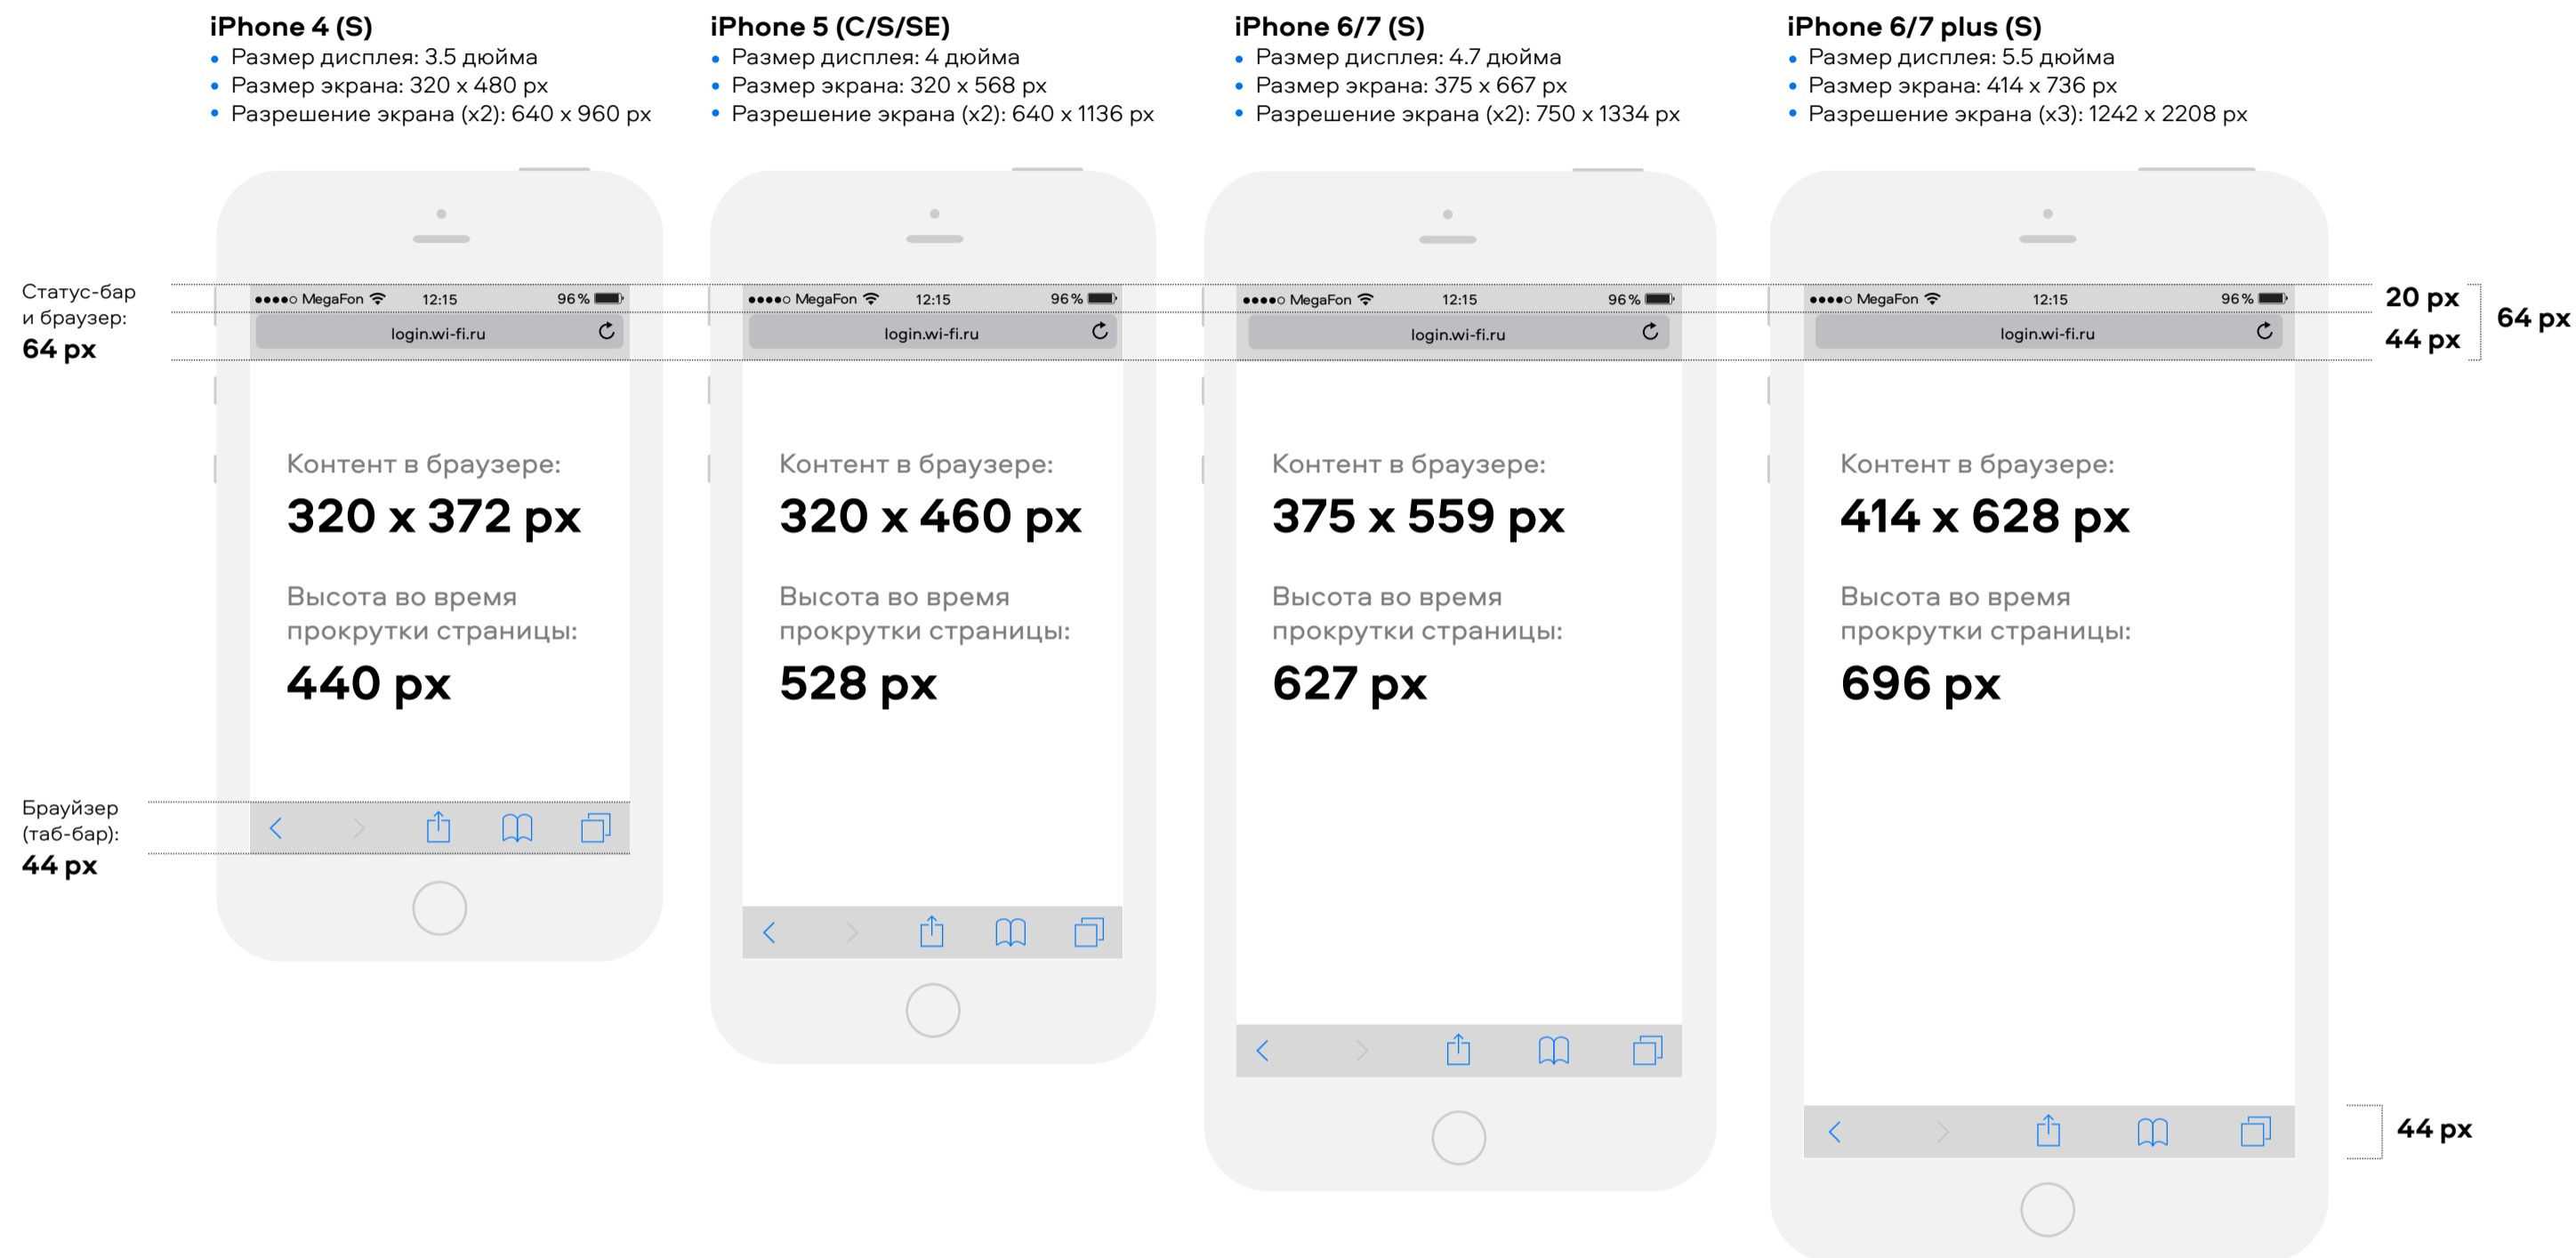 iPhone 4 (S)
• Размер дисплея: 3.5 дюйма
• Размер экрана: 320 x 480 px
• Разрешение экрана (x2): 640 x 960 px
iPhone 5 (C/S/SE)
• Размер дисплея: 4 дюйма
• Размер экрана: 320 x 568 px
• Разрешение экрана (x2): 640 x 1136 px
iPhone 6/7 (S)
• Размер дисплея: 4.7 дюйма
• Размер экрана: 375 x 667 px
• Разрешение экрана (x2): 750 x 1334 px
iPhone 6/7 plus (S)
• Размер дисплея: 5.5 дюйма
• Размер экрана: 414 x 736 px
• Разрешение экрана (x3): 1242 x 2208 px
Статус-бар
и браузер:
64 px
MegaFon 12:15 96 %
login.wi-fi.ru
Контент в браузере:
320 x 372 px
Высота во время
прокрутки страницы:
440 px
Брауйзер
(таб-бар):
44 px
MegaFon 12:15 96 %
login.wi-fi.ru
Контент в браузере:
320 x 460 px
Высота во время
прокрутки страницы:
528 px
MegaFon 12:15 96 %
login.wi-fi.ru
Контент в браузере:
375 x 559 px
Высота во время
прокрутки страницы:
627 px
MegaFon 12:15 96 %
login.wi-fi.ru
Контент в браузере:
414 x 628 px
Высота во время
прокрутки страницы:
696 px
20 px
44 px
64 px
44 px